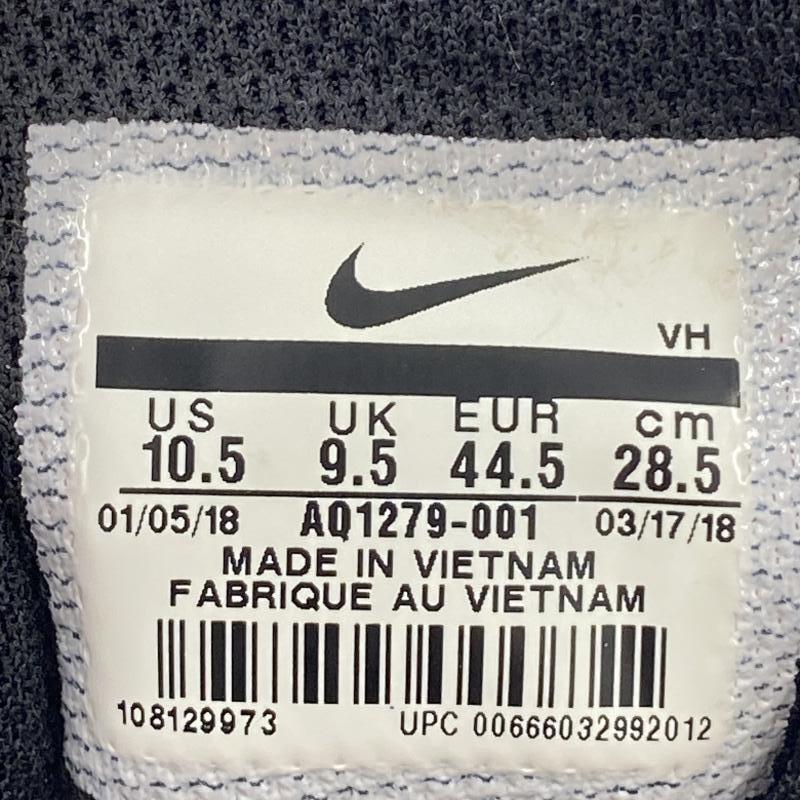 VH
US UK EUR cm
10.5 9.5 44.5 28.5
01/05/18 AQ1279-001 03/17/18
MADE IN VIETNAM
FABRIQUE AU VIETNAM
108129973 UPC 00666032992012